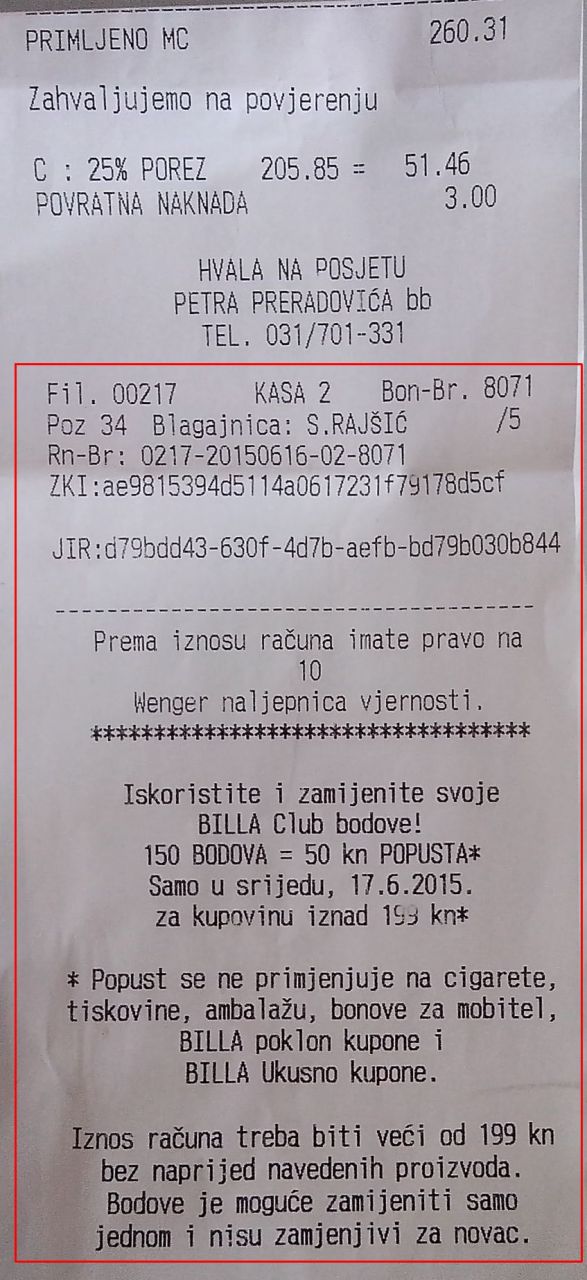 PRIMLJENO MC 260.31
Zahvaljujemo na povjerenju
C : 25% POREZ 205.85 = 51.46
POVRATNA NAKNADA 3.00
HVALA NA POSJETU
PETRA PRERADOVIĆA bb
TEL. 031/701-331
Fil. 00217 KASA 2 Bon-Br. 8071
Poz 34 Blagajnica: S.RAJŠIĆ /5
Rn-Br: 0217-20150616-02-8071
ZKI:ae9815394d5114a0617231f79178d5cf
JIR:d79bdd43-630f-4d7b-aefb-bd79b030b844
--------------------------------------
Prema iznosu računa imate pravo na
10
Wenger naljepnica vjernosti.
***********************************
Iskoristite i zamijenite svoje
BILLA Club bodove!
150 BODOVA = 50 kn POPUSTA*
Samo u srijedu, 17.6.2015.
za kupovinu iznad 199 kn*
* Popust se ne primjenjuje na cigarete,
tiskovine, ambalažu, bonove za mobitel,
BILLA poklon kupone i
BILLA Ukusno kupone.
Iznos računa treba biti veći od 199 kn
bez naprijed navedenih proizvoda.
Bodove je moguće zamijeniti samo
jednom i nisu zamjenjivi za novac.